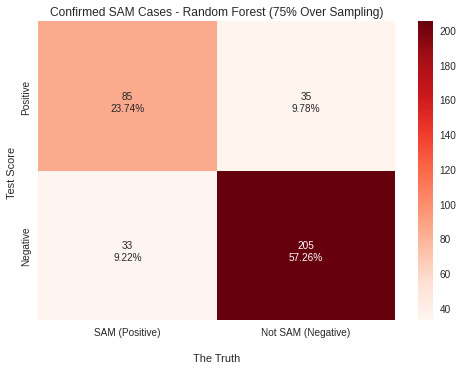 Confirmed SAM Cases - Random Forest (75% Over Sampling)
Test Score
Positive
Negative
85
23.74%
35
9.78%
33
9.22%
205
57.26%
SAM (Positive)
Not SAM (Negative)
The Truth
200
180
160
140
120
100
80
60
40